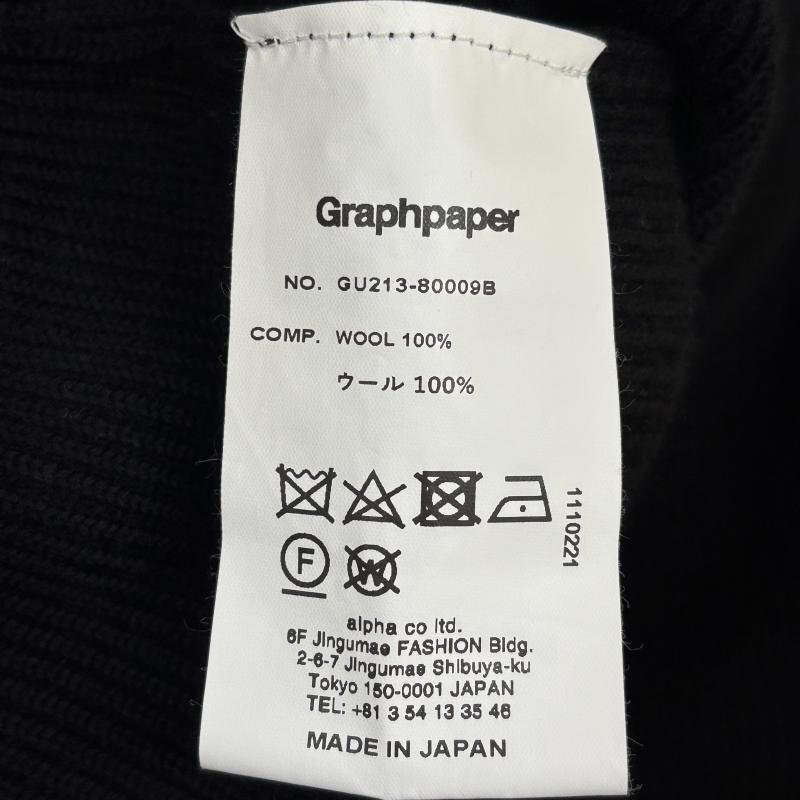 Graphpaper
NO. GU213-80009B
COMP. WOOL 100%
ウール 100%
1110221
F
W
alpha co ltd.
6F Jingumae FASHION Bldg.
2-6-7 Jingumae Shibuya-ku
Tokyo 150-0001 JAPAN
TEL: +81 3 54 13 35 46
MADE IN JAPAN